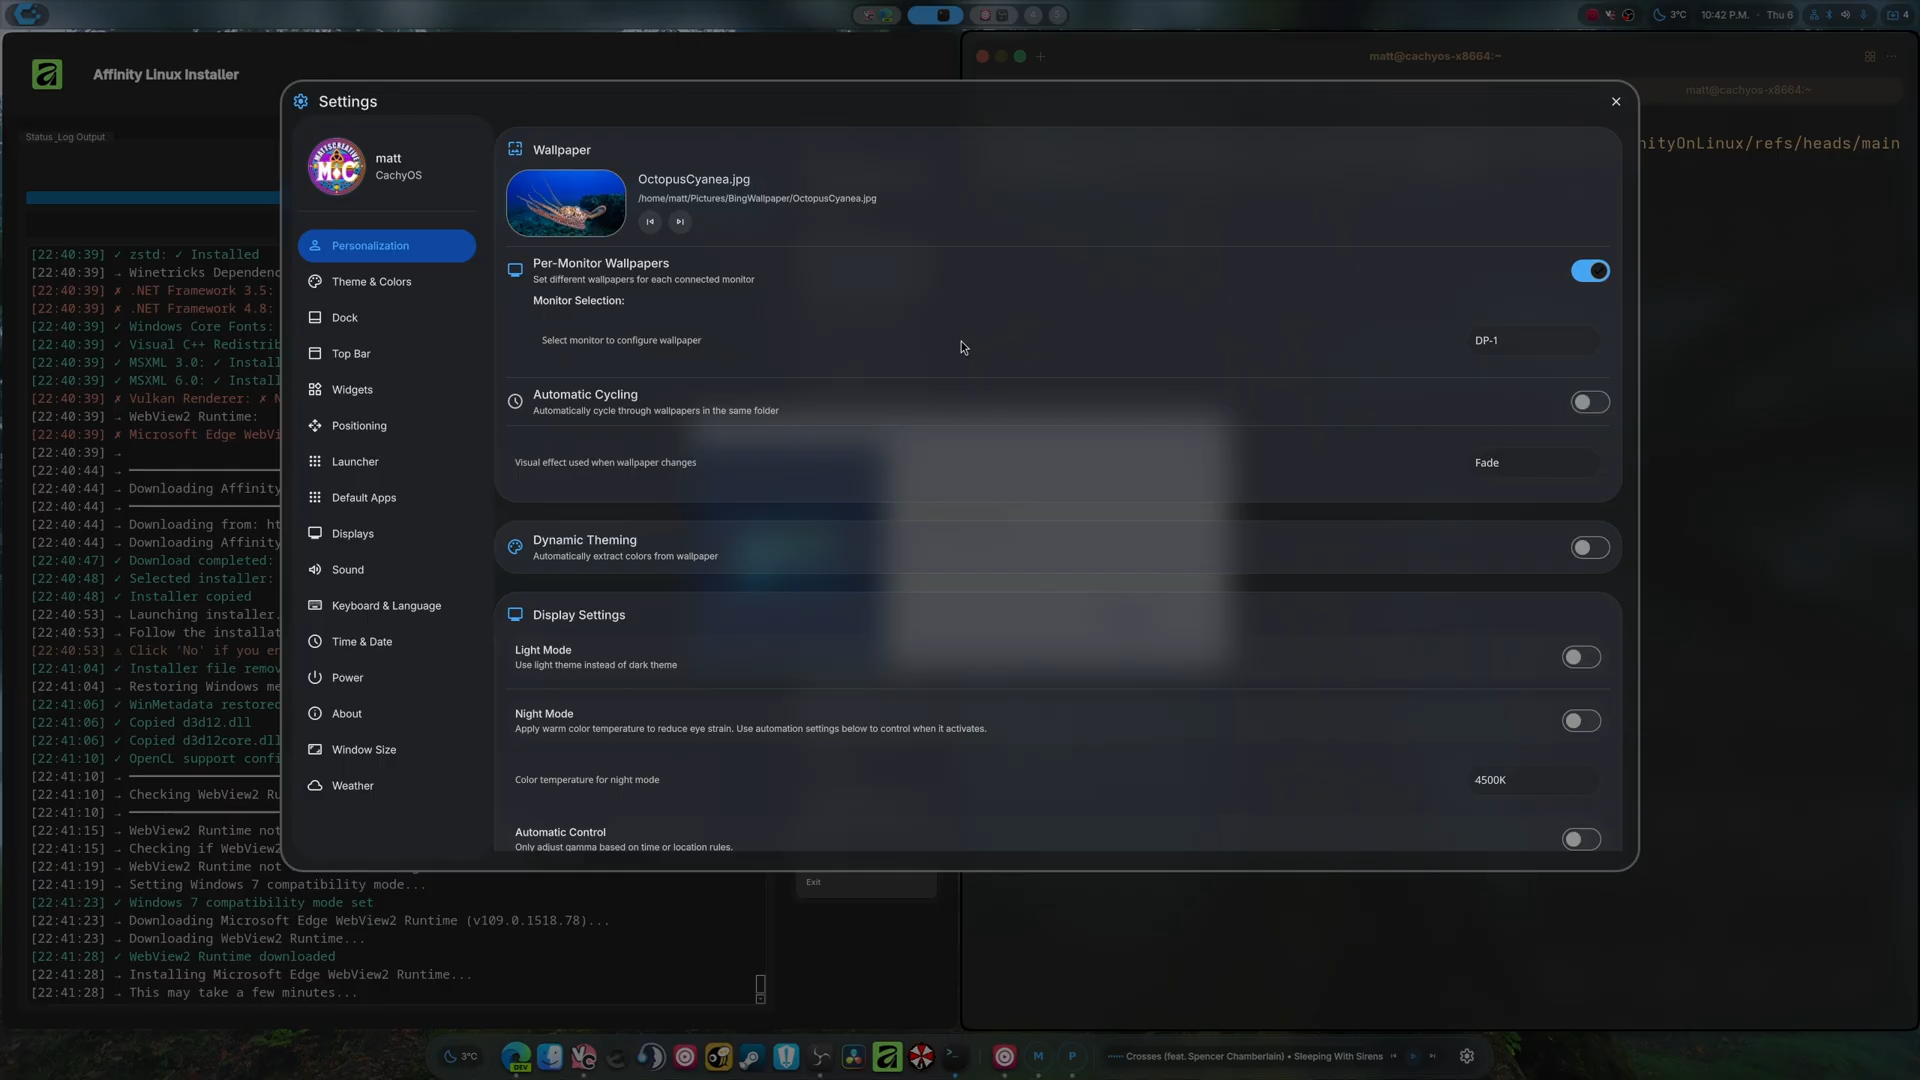 4
5
3°C
10:42 P.M.
Thu 6
4
Affinity Linux Installer
Status_Log Output
[22:40:39] ✓ zstd: ✓ Installed
[22:40:39] → Winetricks Dependenc
[22:40:39] ✗ .NET Framework 3.5:
[22:40:39] ✗ .NET Framework 4.8:
[22:40:39] ✓ Windows Core Fonts:
[22:40:39] ✓ Visual C++ Redistrib
[22:40:39] ✓ MSXML 3.0: ✓ Install
[22:40:39] ✓ MSXML 6.0: ✓ Install
[22:40:39] ✗ Vulkan Renderer: ✗ N
[22:40:39] → WebView2 Runtime:
[22:40:39] ✗ Microsoft Edge WebVi
[22:40:39] →
[22:40:44] →
[22:40:44] → Downloading Affinity
[22:40:44] →
[22:40:44] → Downloading from: ht
[22:40:44] → Downloading Affinity
[22:40:47] ✓ Download completed:
[22:40:48] ✓ Selected installer:
[22:40:48] ✓ Installer copied
[22:40:53] → Launching installer.
[22:40:53] → Follow the installat
[22:40:53] ⚠ Click 'No' if you en
[22:41:04] ✓ Installer file remov
[22:41:04] → Restoring Windows me
[22:41:06] ✓ WinMetadata restored
[22:41:06] ✓ Copied d3d12.dll
[22:41:06] ✓ Copied d3d12core.dll
[22:41:10] ✓ OpenCL support confi
[22:41:10] →
[22:41:10] → Checking WebView2 Ru
[22:41:10] →
[22:41:15] → WebView2 Runtime not
[22:41:15] → Checking if WebView2
[22:41:19] → WebView2 Runtime not
[22:41:19] → Setting Windows 7 compatibility mode...
[22:41:23] ✓ Windows 7 compatibility mode set
[22:41:23] → Downloading Microsoft Edge WebView2 Runtime (v109.0.1518.78)...
[22:41:23] → Downloading WebView2 Runtime...
[22:41:28] ✓ WebView2 Runtime downloaded
[22:41:28] → Installing Microsoft Edge WebView2 Runtime...
[22:41:28] → This may take a few minutes...
Exit
matt@cachyos-x8664:~
matt@cachyos-x8664:~
nityOnLinux/refs/heads/main
Settings
MATTSCREATIVE
MC
matt
CachyOS
Personalization
Theme & Colors
Dock
Top Bar
Widgets
Positioning
Launcher
Default Apps
Displays
Sound
Keyboard & Language
Time & Date
Power
About
Window Size
Weather
Wallpaper
OctopusCyanea.jpg
/home/matt/Pictures/BingWallpaper/OctopusCyanea.jpg
Per-Monitor Wallpapers
Set different wallpapers for each connected monitor
Monitor Selection:
Select monitor to configure wallpaper
DP-1
Automatic Cycling
Automatically cycle through wallpapers in the same folder
Visual effect used when wallpaper changes
Fade
Dynamic Theming
Automatically extract colors from wallpaper
Display Settings
Light Mode
Use light theme instead of dark theme
Night Mode
Apply warm color temperature to reduce eye strain. Use automation settings below to control when it activates.
Color temperature for night mode
4500K
Automatic Control
Only adjust gamma based on time or location rules.
3°C
DEV
M
P
Crosses (feat. Spencer Chamberlain) • Sleeping With Sirens